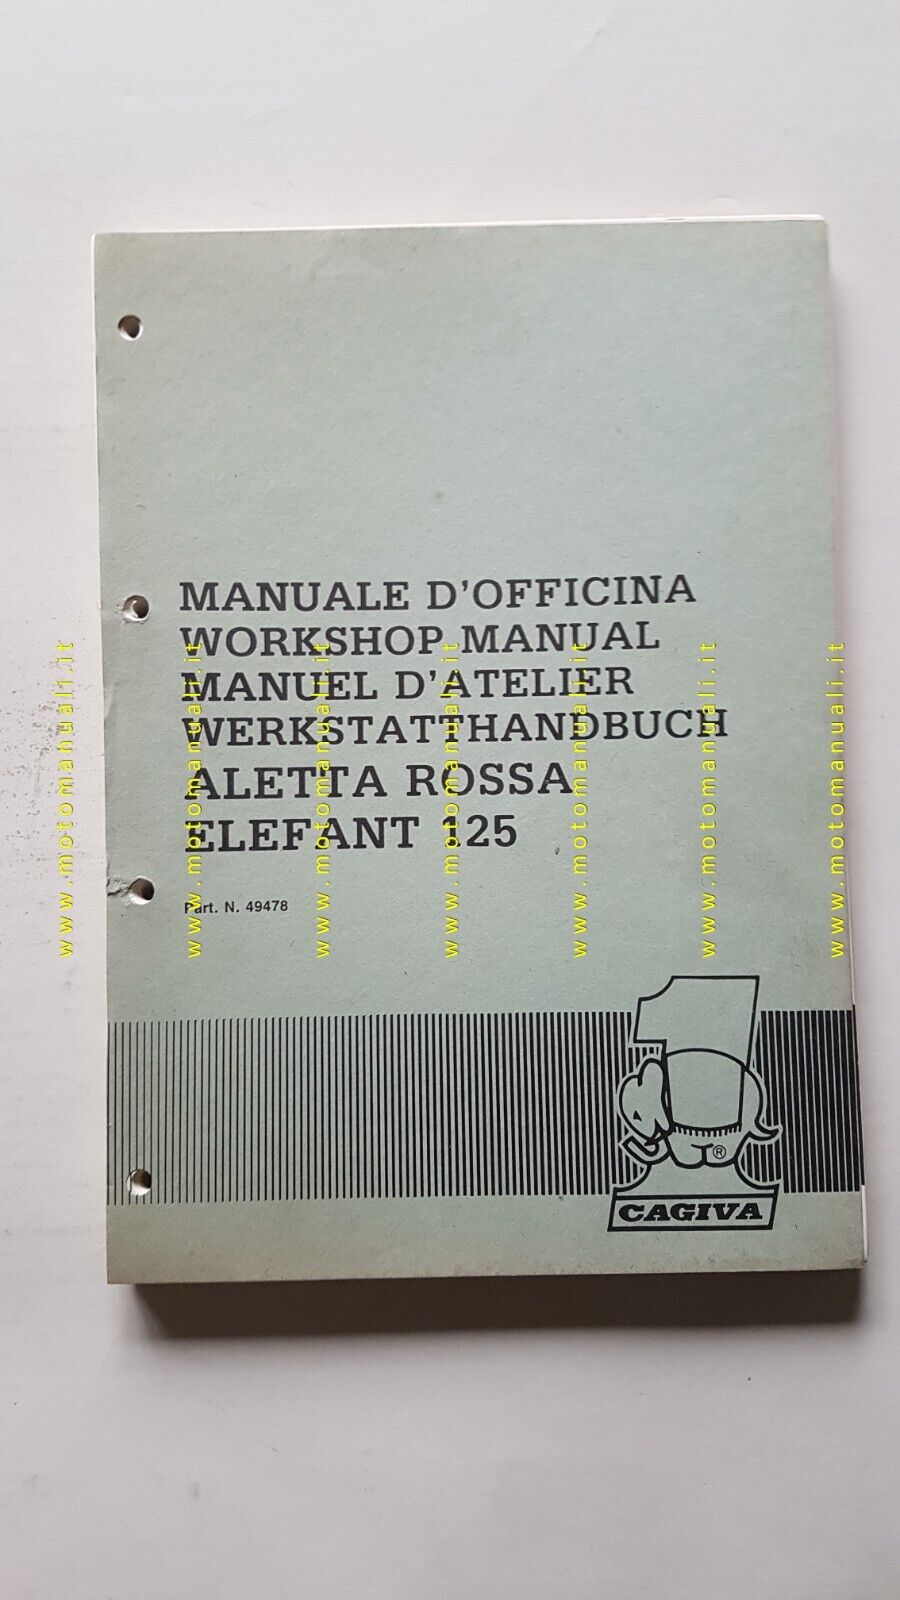 MANUALE D'OFFICINA
WORKSHOP MANUAL
MANUEL D'ATELIER
WERKSTATTHANDBUCH
ALETTA ROSSA
ELEFANT 125
Part. N. 49478
1
®
CAGIVA
www.motomanuali.it
www.motomanuali.it
www.motomanuali.it
www.motomanuali.it
www.motomanuali.it
www.motomanuali.it
www.motomanuali.it